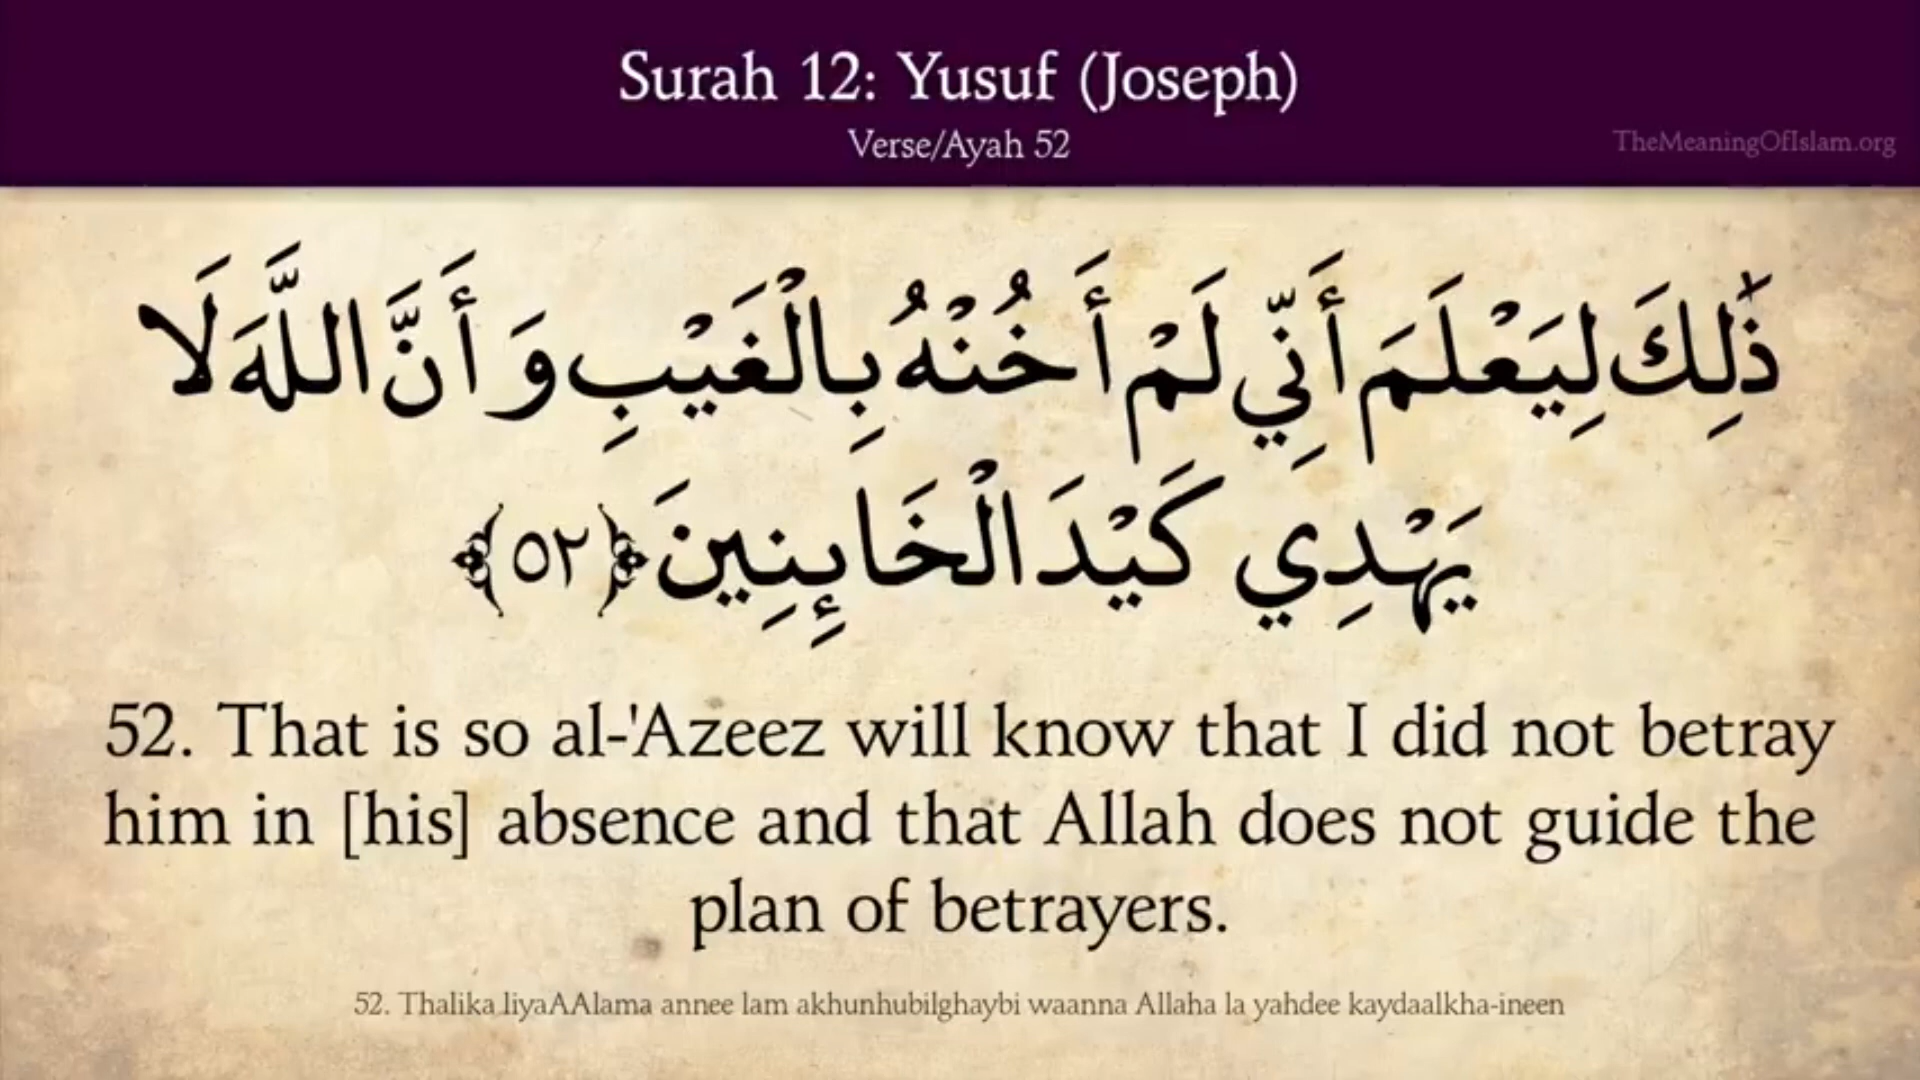 Surah 12: Yusuf (Joseph)
Verse/Ayah 52
TheMeaningOfIslam.org
ذَٰلِكَ لِيَعْلَمَ أَنِّي لَمْ أَخُنْهُ بِالْغَيْبِ وَأَنَّ اللَّهَ لَا
يَهْدِي كَيْدَ الْخَائِنِينَ ﴿٥٢﴾
52. That is so al-'Azeez will know that I did not betray
him in [his] absence and that Allah does not guide the
plan of betrayers.
52. Thalika liyaAAlama annee lam akhunhubilghaybi waanna Allaha la yahdee kaydaalkha-ineen